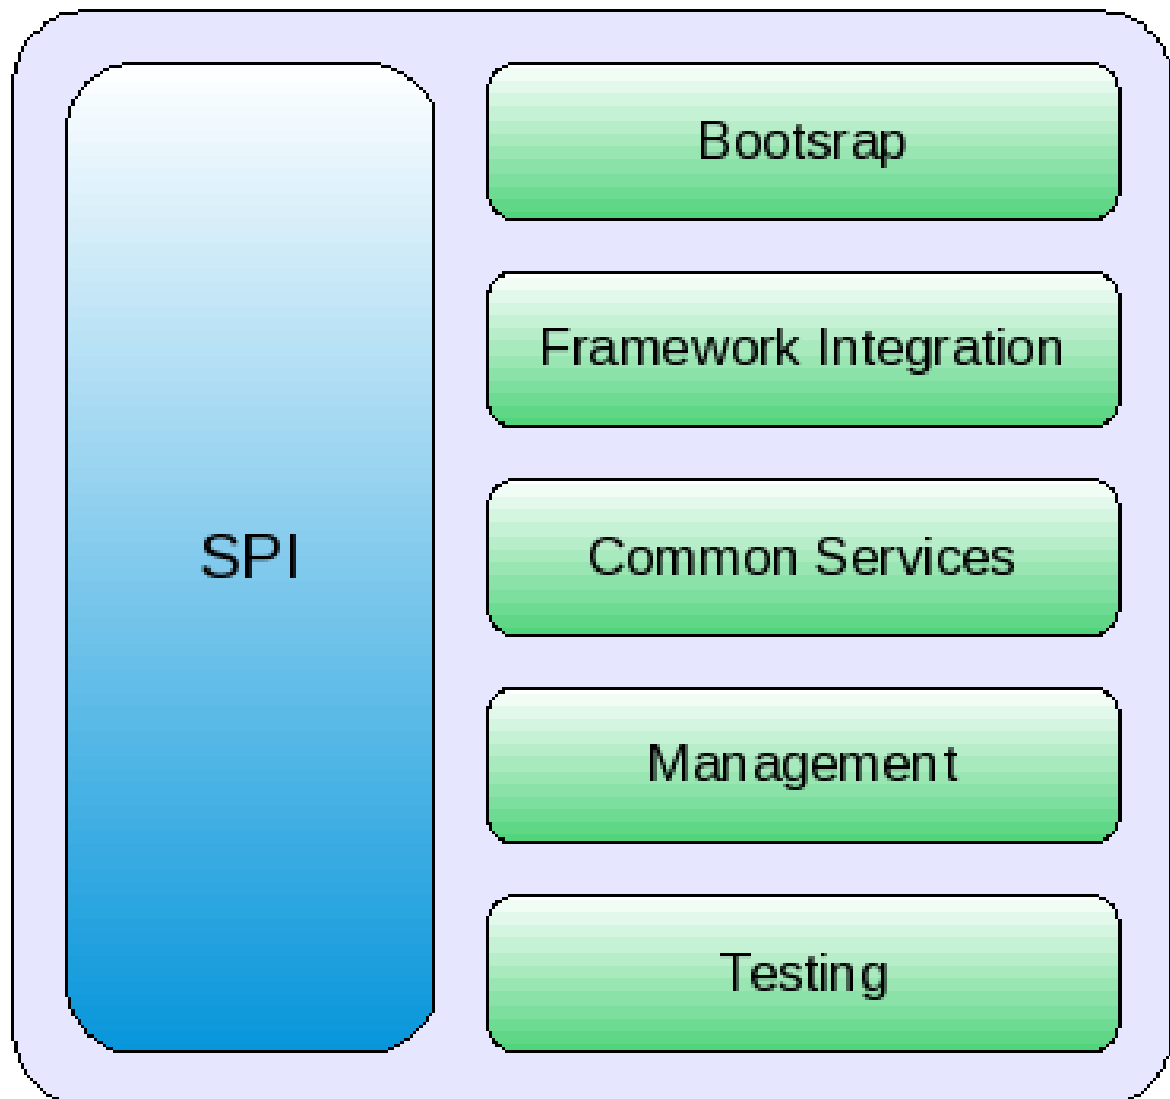 Bootsrap
Framework Integration
Common Services
SPI
Management
Testing